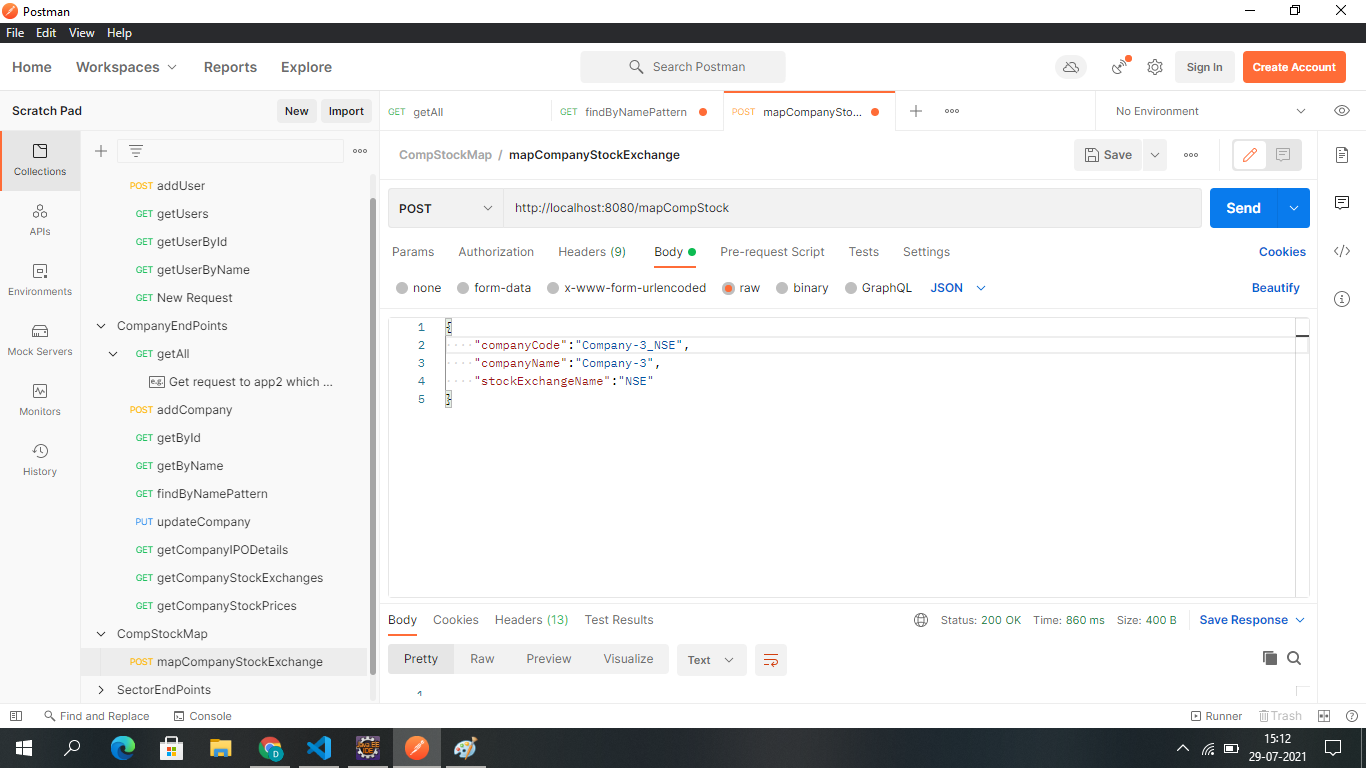 Postman
File Edit View Help
Home Workspaces Reports Explore Search Postman Sign In Create Account
Scratch Pad New Import
GET getAll GET findByNamePattern POST mapCompanySto... No Environment
Collections
APIs
Environments
Mock Servers
Monitors
History
POST addUser
GET getUsers
GET getUserById
GET getUserByName
GET New Request
CompanyEndPoints
GET getAll
e.g. Get request to app2 which ...
POST addCompany
GET getById
GET getByName
GET findByNamePattern
PUT updateCompany
GET getCompanyIPODetails
GET getCompanyStockExchanges
GET getCompanyStockPrices
CompStockMap
POST mapCompanyStockExchange
SectorEndPoints
CompStockMap / mapCompanyStockExchange Save
POST http://localhost:8080/mapCompStock Send
Params Authorization Headers (9) Body Pre-request Script Tests Settings Cookies
none form-data x-www-form-urlencoded raw binary GraphQL JSON Beautify
1 {
2 "companyCode":"Company-3_NSE",
3 "companyName":"Company-3",
4 "stockExchangeName":"NSE"
5 }
Body Cookies Headers (13) Test Results Status: 200 OK Time: 860 ms Size: 400 B Save Response
Pretty Raw Preview Visualize Text
1
Find and Replace Console Runner Trash
15:12
29-07-2021